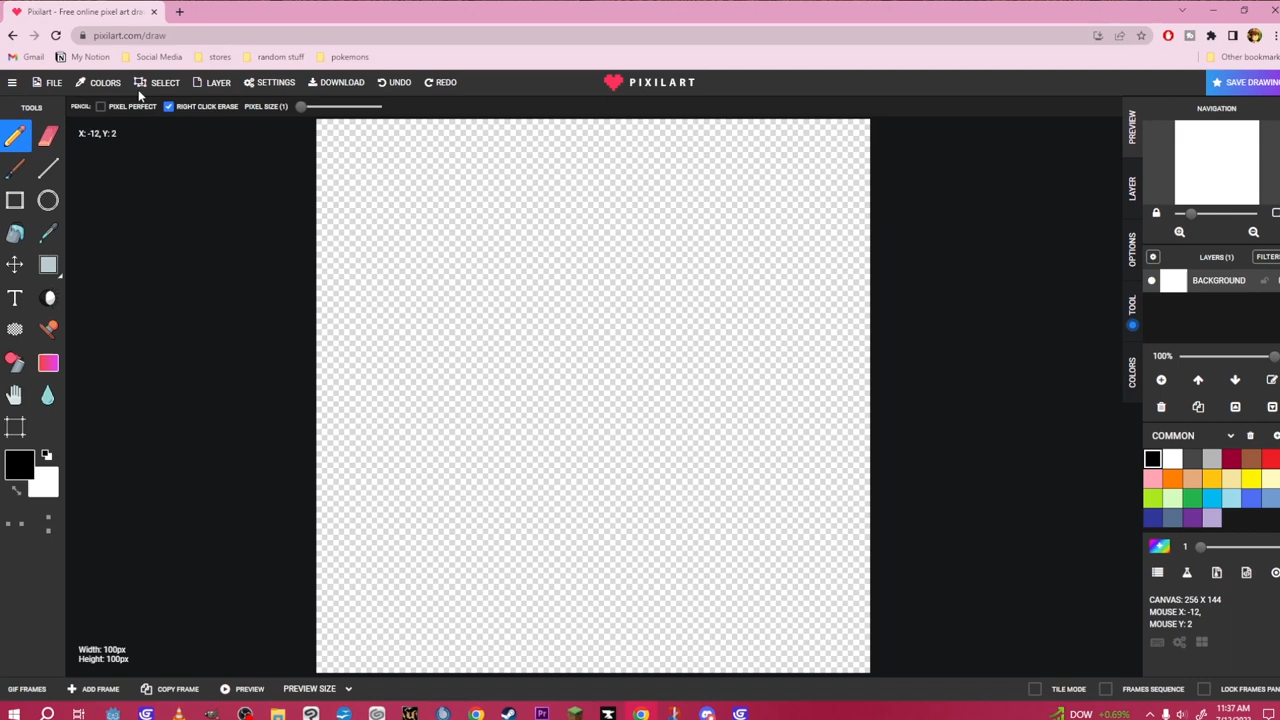 Pixilart - Free online pixel art dra
pixilart.com/draw
Gmail My Notion Social Media stores random stuff pokemons Other bookmar
FILE COLORS SELECT LAYER SETTINGS DOWNLOAD UNDO REDO PIXILART SAVE DRAWING
TOOLS PENCIL: PIXEL PERFECT RIGHT CLICK ERASE PIXEL SIZE (1) NAVIGATION
X: -12, Y: 2
PREVIEW
LAYER
OPTIONS
TOOL
COLORS
LAYERS (1) FILTER
BACKGROUND
100%
COMMON
1
CANVAS: 256 X 144
MOUSE X: -12,
MOUSE Y: 2
Width: 100px
Height: 100px
GIF FRAMES ADD FRAME COPY FRAME PREVIEW PREVIEW SIZE TILE MODE FRAMES SEQUENCE LOCK FRAMES PAN
DOW +0.69% 11:37 AM